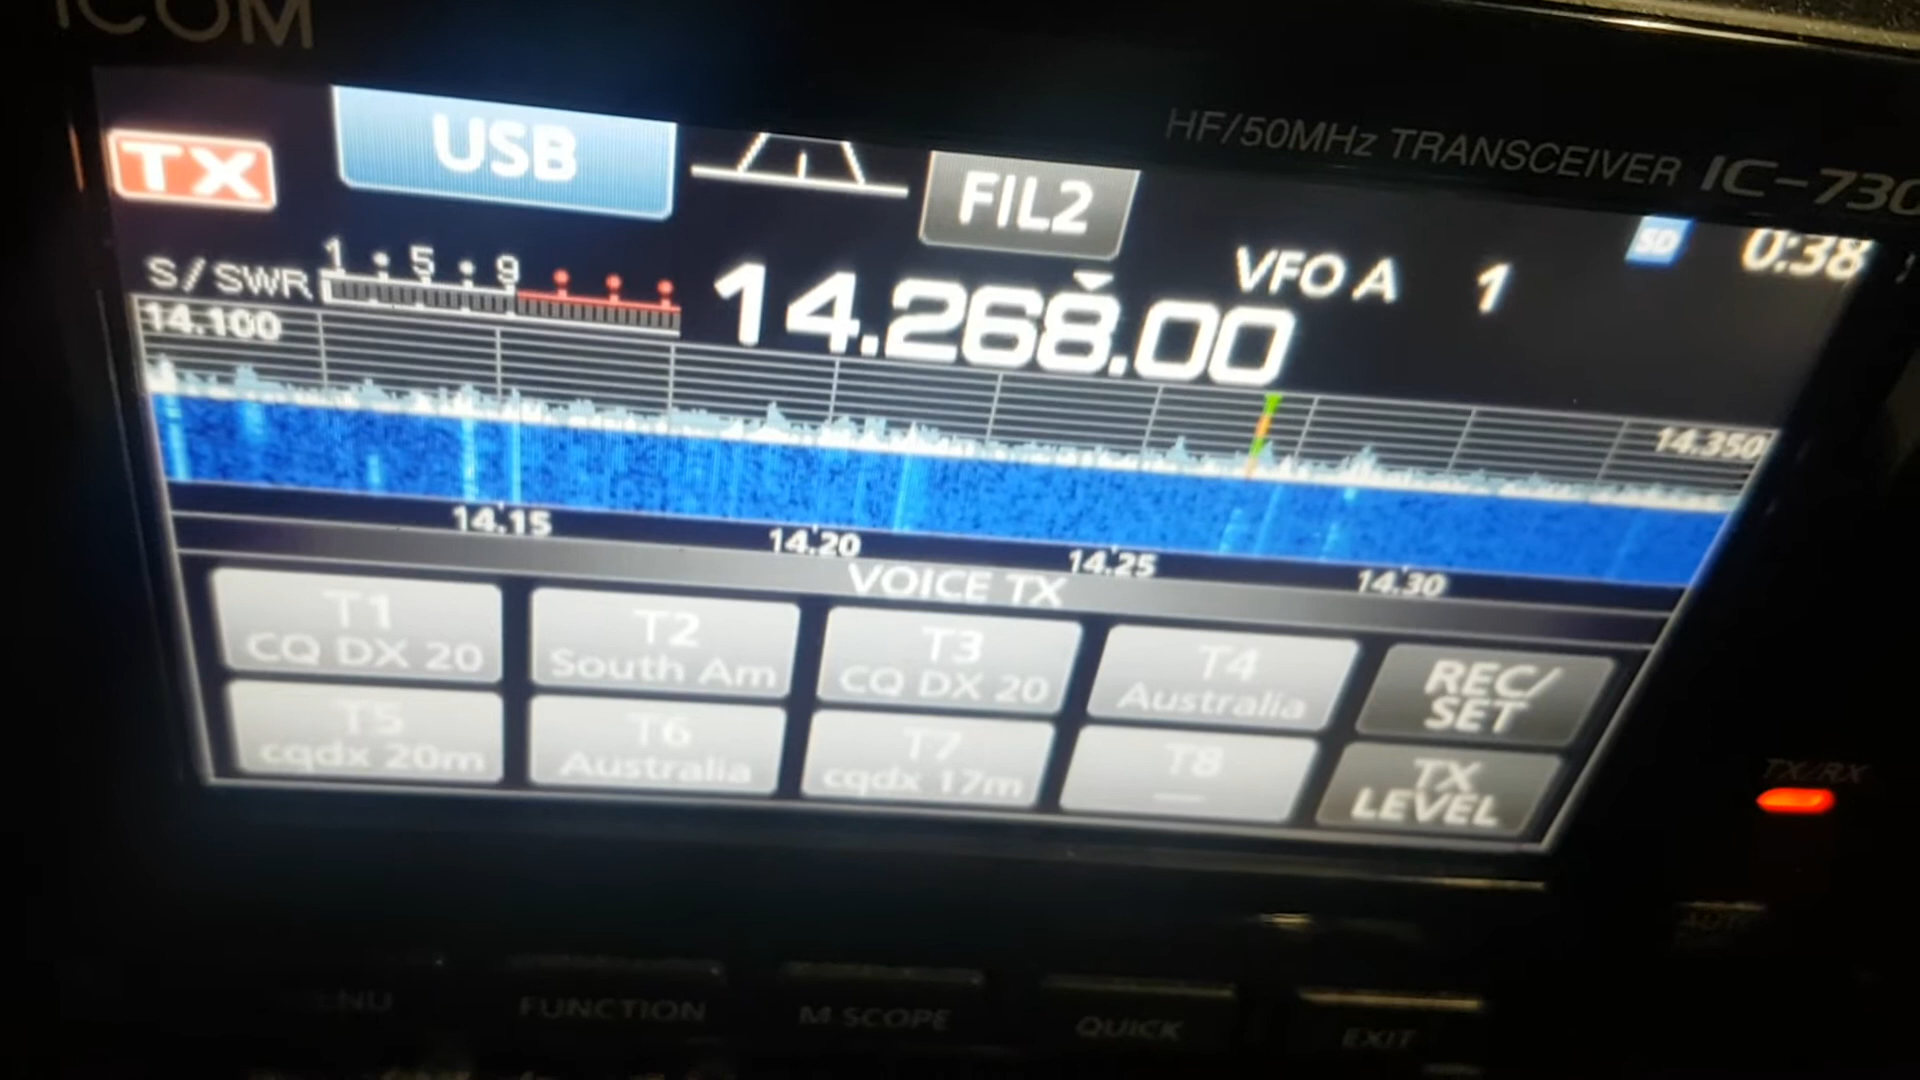 ICOM
HF/50MHz TRANSCEIVER IC-730
TX
USB
FIL2
SD
0:38
S/SWR
1 • 5 • 9
14.268.00
VFO A
1
14.100
14.350
14.15
14.20
14.25
14.30
VOICE TX
T1
CQ DX 20
T2
South Am
T3
CQ DX 20
T4
Australia
REC/
SET
T5
cqdx 20m
T6
Australia
T7
cqdx 17m
T8
TX
LEVEL
TX/RX
AUTO
ENU
FUNCTION
M.SCOPE
QUICK
EXIT